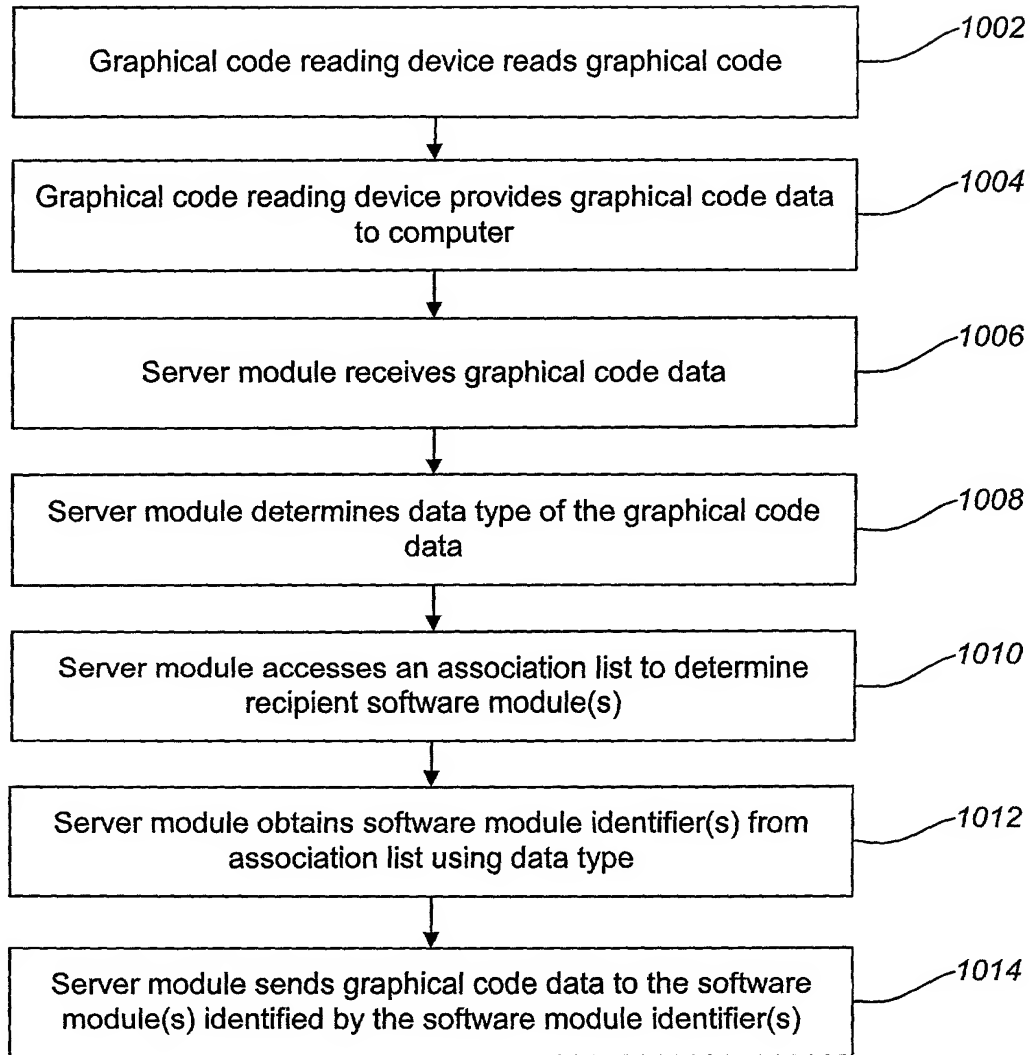 Graphical code reading device reads graphical code
1002
Graphical code reading device provides graphical code data
to computer
1004
Server module receives graphical code data
1006
Server module determines data type of the graphical code
data
1008
Server module accesses an association list to determine
recipient software module(s)
1010
Server module obtains software module identifier(s) from
association list using data type
1012
Server module sends graphical code data to the software
module(s) identified by the software module identifier(s)
1014